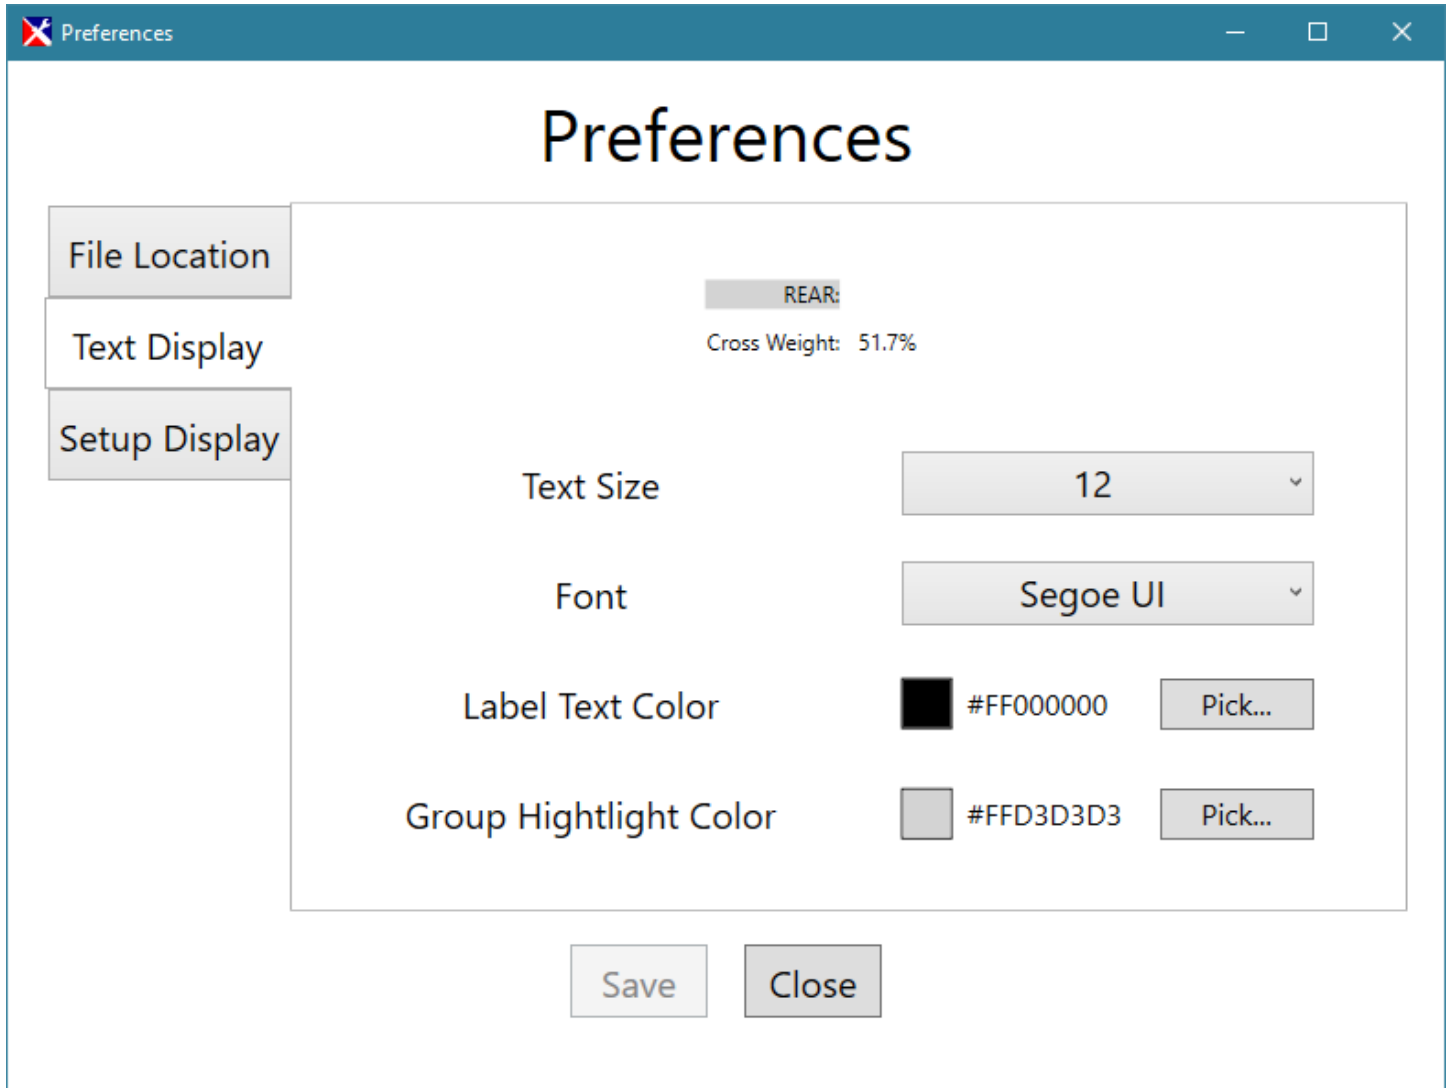 Preferences
Preferences
File Location
Text Display
Setup Display
REAR:
Cross Weight: 51.7%
Text Size 12
Font Segoe UI
Label Text Color #FF000000 Pick...
Group Hightlight Color #FFD3D3D3 Pick...
Save Close